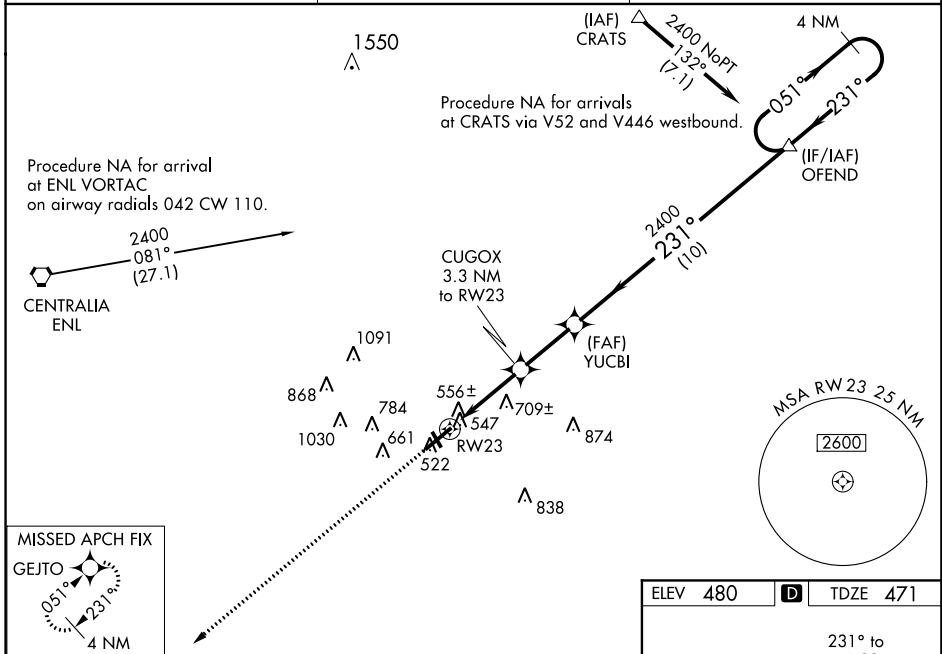 (IAF)
CRATS
2400 NoPT
132°
(7.1)
4 NM
1550
051°
231°
Procedure NA for arrivals
at CRATS via V52 and V446 westbound.
(IF/IAF)
OFEND
Procedure NA for arrival
at ENL VORTAC
on airway radials 042 CW 110.
2400
081°
(27.1)
CENTRALIA
ENL
2400
231°
(10)
CUGOX
3.3 NM
to RW23
(FAF)
YUCBI
1091
868
1030
784
661
556±
547
709±
874
RW23
522
838
MSA RW23 25 NM
2600
MISSED APCH FIX
GEJTO
051°
231°
4 NM
ELEV 480
D
TDZE 471
231° to